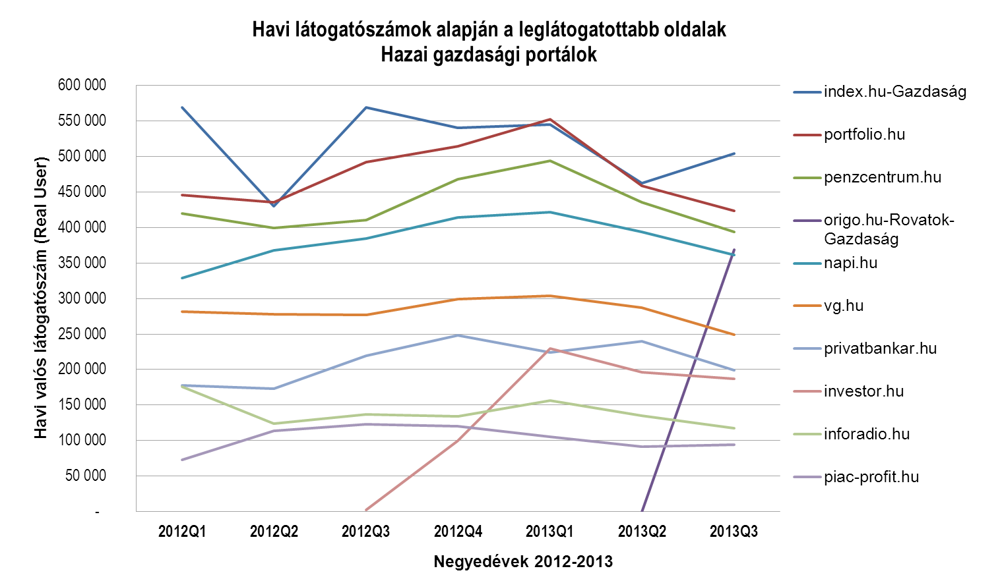 Havi látogatószámok alapján a leglátogatottabb oldalak
Hazai gazdasági portálok
Havi valós látogatószám (Real User)
600 000
550 000
500 000
450 000
400 000
350 000
300 000
250 000
200 000
150 000
100 000
50 000
-
2012Q1 2012Q2 2012Q3 2012Q4 2013Q1 2013Q2 2013Q3
Negyedévek 2012-2013
index.hu-Gazdaság
portfolio.hu
penzcentrum.hu
origo.hu-Rovatok-
Gazdaság
napi.hu
vg.hu
privatbankar.hu
investor.hu
inforadio.hu
piac-profit.hu